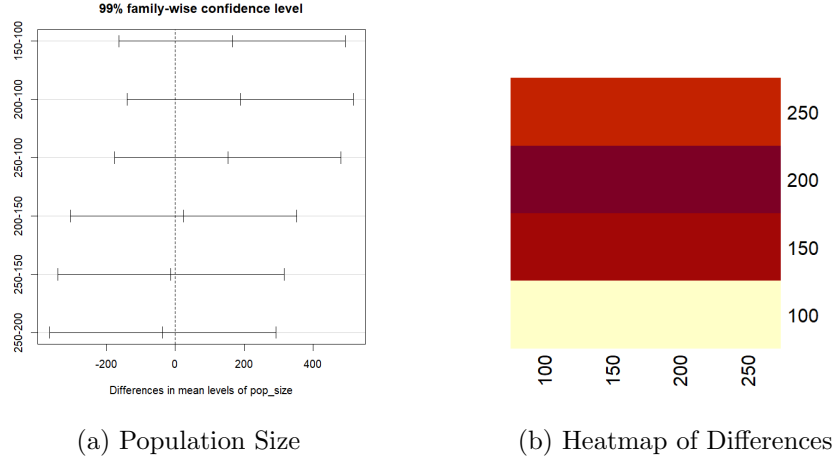 99% family-wise confidence level
150-100
200-100
250-100
200-150
250-150
250-200
-200 0 200 400
Differences in mean levels of pop_size
(a) Population Size
250
200
150
100
100 150 200 250
(b) Heatmap of Differences